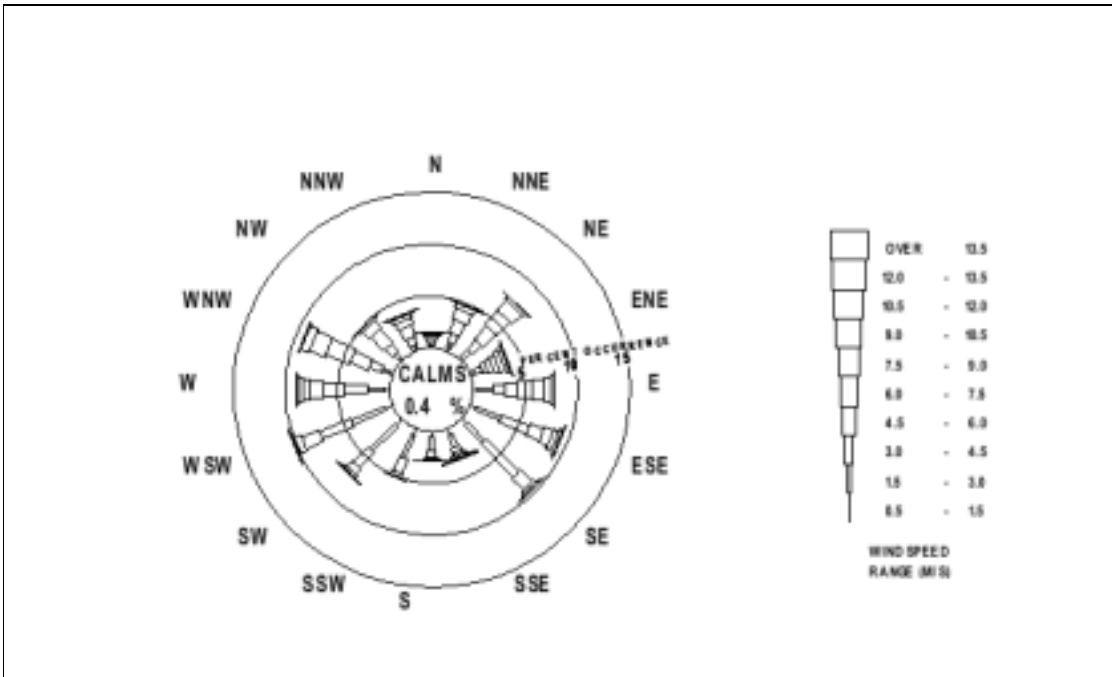 N
NNW NNE
NW NE
WNW ENE
W E
WSW ESE
SW SE
SSW SSE
S
CALMS
0.4 %
5 10 15
PER CENT OCCURRENCE
OVER 13.5
12.0 - 13.5
10.5 - 12.0
9.0 - 10.5
7.5 - 9.0
6.0 - 7.5
4.5 - 6.0
3.0 - 4.5
1.5 - 3.0
0.5 - 1.5
WIND SPEED
RANGE (M/S)